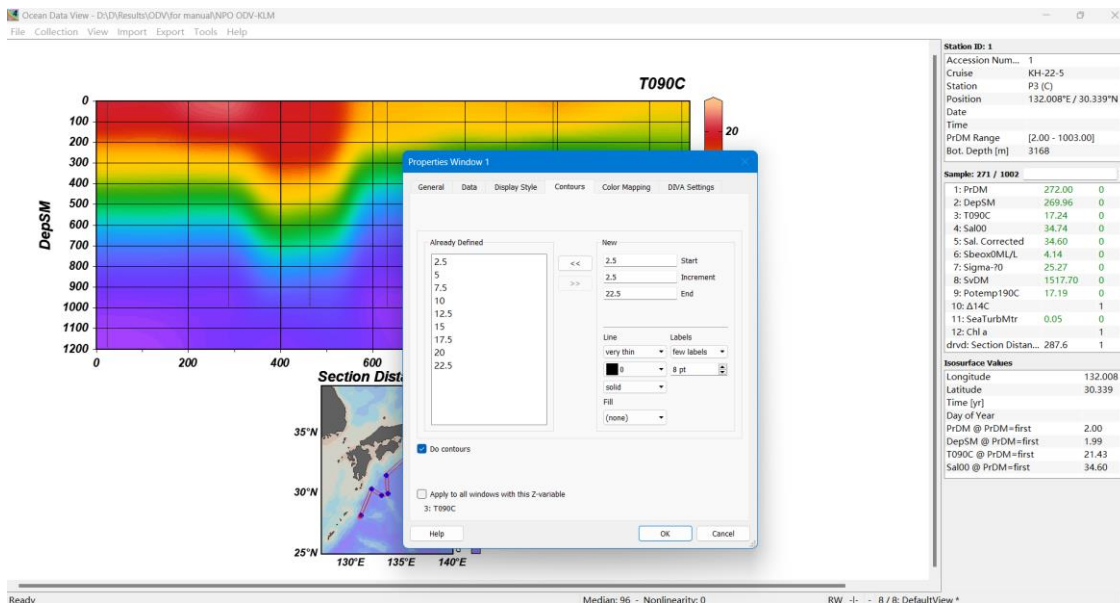 Ocean Data View - D:\D\Results\ODV\for manual\NPO ODV-KLM
File Collection View Import Export Tools Help
T090C
0
100
200
300
400
500
600
700
800
900
1000
1100
1200
DepSM
0 200 400 600
Section Dista
20
35°N
30°N
25°N
130°E 135°E 140°E
Properties Window 1
General Data Display Style Contours Color Mapping DIVA Settings
Already Defined
2.5
5
7.5
10
12.5
15
17.5
20
22.5
<<
>>
New
2.5 Start
2.5 Increment
22.5 End
Line Labels
very thin few labels
0 8 pt
solid
Fill
(none)
Do contours
Apply to all windows with this Z-variable
3: T090C
Help OK Cancel
Station ID: 1
Accession Num... 1
Cruise KH-22-5
Station P3 (C)
Position 132.008°E / 30.339°N
Date
Time
PrDM Range [2.00 - 1003.00]
Bot. Depth [m] 3168
Sample: 271 / 1002
1: PrDM 272.00 0
2: DepSM 269.96 0
3: T090C 17.24 0
4: Sal00 34.74 0
5: Sal. Corrected 34.60 0
6: Sbeox0ML/L 4.14 0
7: Sigma-?0 25.27 0
8: SvDM 1517.70 0
9: Potemp190C 17.19 0
10: Δ14C 1
11: SeaTurbMtr 0.05 0
12: Chl a 1
drvd: Section Distan... 287.6 1
Isosurface Values
Longitude 132.008
Latitude 30.339
Time [yr]
Day of Year
PrDM @ PrDM=first 2.00
DepSM @ PrDM=first 1.99
T090C @ PrDM=first 21.43
Sal00 @ PrDM=first 34.60
Ready
Median: 96 - Nonlinearity: 0
RW -|- - 8 / 8: DefaultView *